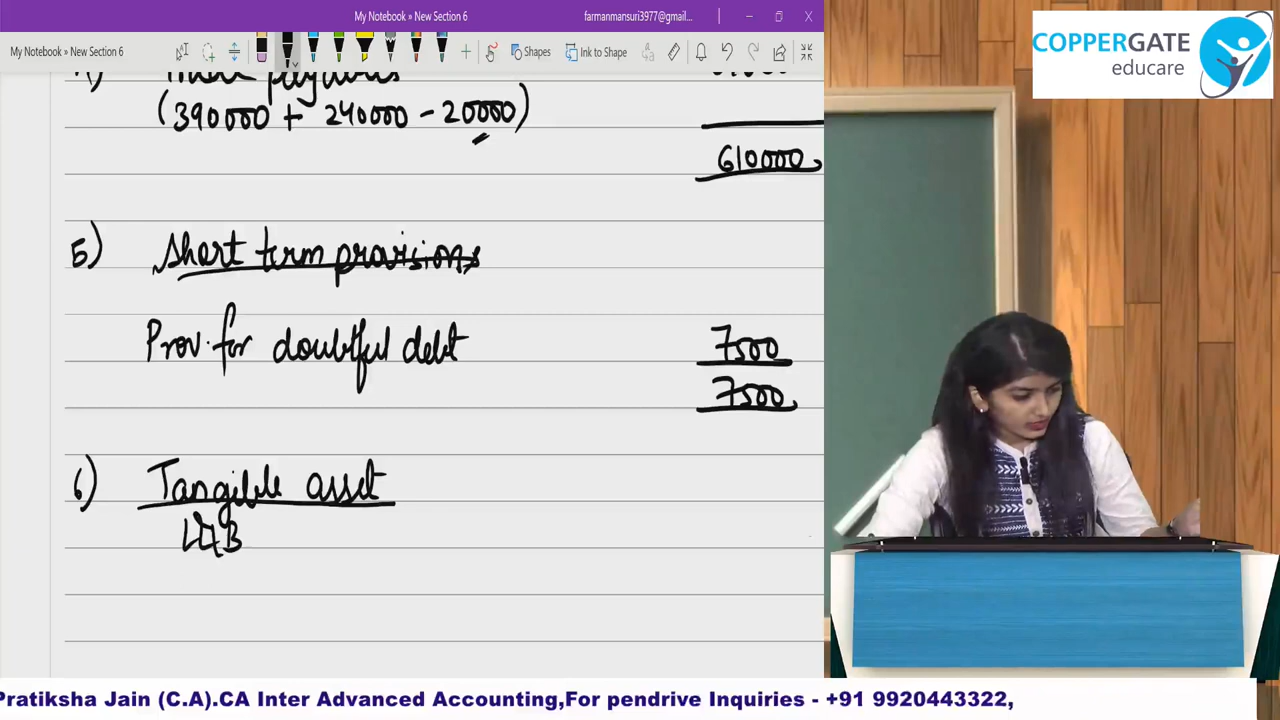 My Notebook » New Section 6
farmanmansuri3977@gmail...
My Notebook » New Section 6
Shapes
Ink to Shape
COPPERGATE
educare
(390000 + 240000 - 20000)
610000
5) Short term provisions
Prov. for doubtful debt 7500
7500
6) Tangible asset
L&B
Pratiksha Jain (C.A).CA Inter Advanced Accounting,For pendrive Inquiries - +91 9920443322,